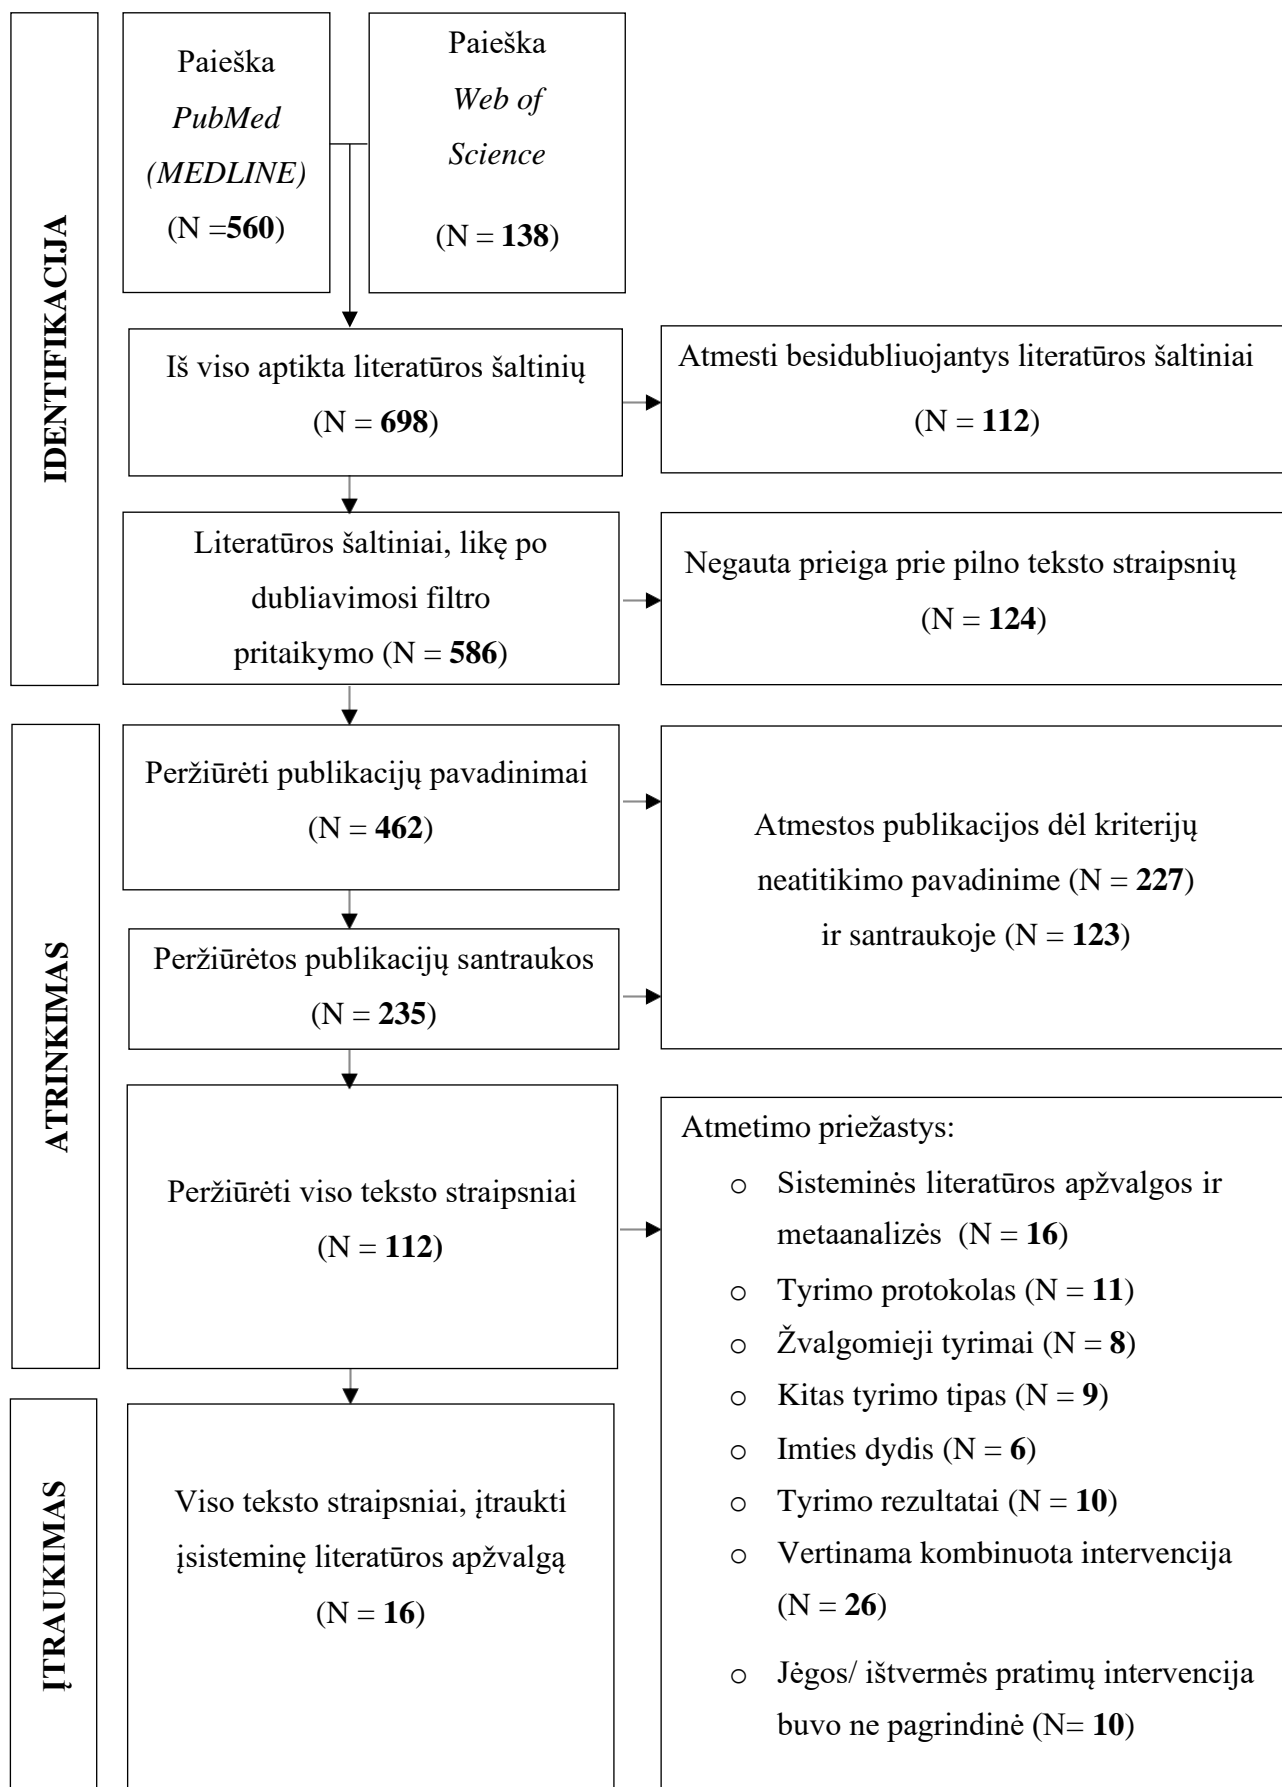 IDENTIFIKACIJA
Paieška
PubMed
(MEDLINE)
(N =560)
Paieška
Web of
Science
(N = 138)
Iš viso aptikta literatūros šaltinių
(N = 698)
Atmesti besidubliuojantys literatūros šaltiniai
(N = 112)
Literatūros šaltiniai, likę po
dubliavimosi filtro
pritaikymo (N = 586)
Negauta prieiga prie pilno teksto straipsnių
(N = 124)
ATRINKIMAS
Peržiūrėti publikacijų pavadinimai
(N = 462)
Atmestos publikacijos dėl kriterijų
neatitikimo pavadinime (N = 227)
ir santraukoje (N = 123)
Peržiūrėtos publikacijų santraukos
(N = 235)
Peržiūrėti viso teksto straipsniai
(N = 112)
Atmetimo priežastys:
o Sisteminės literatūros apžvalgos ir
metaanalizės (N = 16)
o Tyrimo protokolas (N = 11)
o Žvalgomieji tyrimai (N = 8)
o Kitas tyrimo tipas (N = 9)
o Imties dydis (N = 6)
o Tyrimo rezultatai (N = 10)
o Vertinama kombinuota intervencija
(N = 26)
o Jėgos/ ištvermės pratimų intervencija
buvo ne pagrindinė (N= 10)
ĮTRAUKIMAS
Viso teksto straipsniai, įtraukti
įsisteminę literatūros apžvalgą
(N = 16)